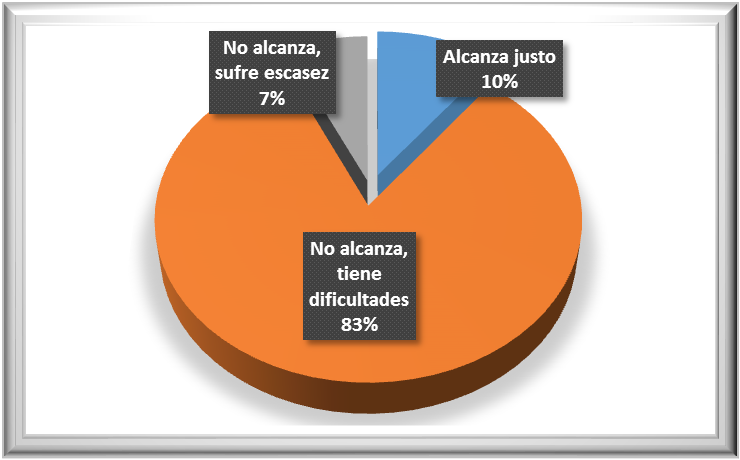 No alcanza,
sufre escasez
7%
Alcanza justo
10%
No alcanza,
tiene
dificultades
83%